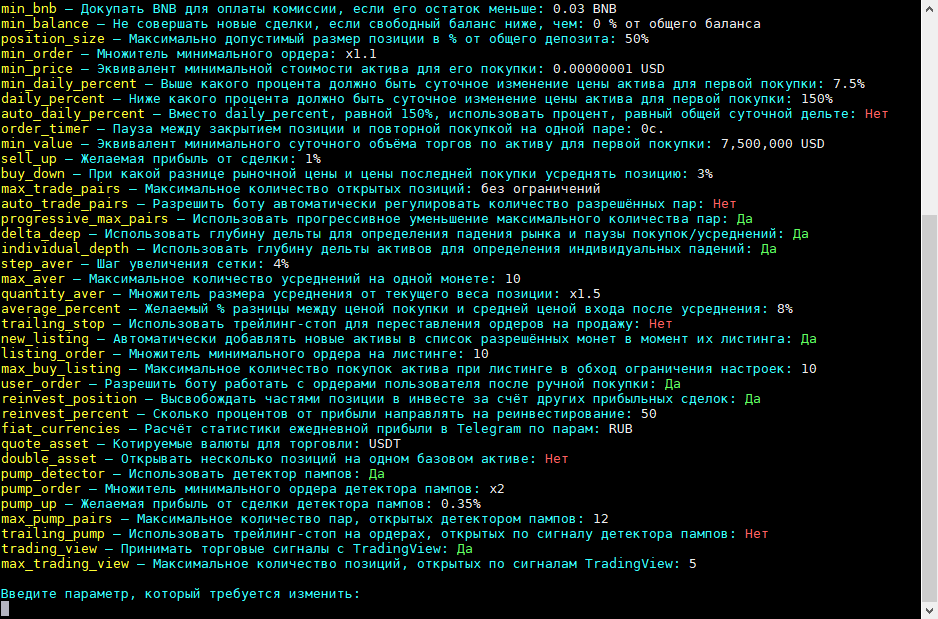 min_bnb — Докупать BNB для оплаты комиссии, если его остаток меньше: 0.03 BNB
min_balance — Не совершать новые сделки, если свободный баланс ниже, чем: 0 % от общего баланса
position_size — Максимально допустимый размер позиции в % от общего депозита: 50%
min_order — Множитель минимального ордера: x1.1
min_price — Эквивалент минимальной стоимости актива для его покупки: 0.00000001 USD
min_daily_percent — Выше какого процента должно быть суточное изменение цены актива для первой покупки: 7.5%
daily_percent — Ниже какого процента должно быть суточное изменение цены актива для первой покупки: 150%
auto_daily_percent — Вместо daily_percent, равной 150%, использовать процент, равный общей суточной дельте: Нет
order_timer — Пауза между закрытием позиции и повторной покупкой на одной паре: 0с.
min_value — Эквивалент минимального суточного объёма торгов по активу для первой покупки: 7,500,000 USD
sell_up — Желаемая прибыль от сделки: 1%
buy_down — При какой разнице рыночной цены и цены последней покупки усреднять позицию: 3%
max_trade_pairs — Максимальное количество открытых позиций: без ограничений
auto_trade_pairs — Разрешить боту автоматически регулировать количество разрешённых пар: Нет
progressive_max_pairs — Использовать прогрессивное уменьшение максимального количества пар: Да
delta_deep — Использовать глубину дельты для определения падения рынка и паузы покупок/усреднений: Да
individual_depth — Использовать глубину дельты активов для определения индивидуальных падений: Да
step_aver — Шаг увеличения сетки: 4%
max_aver — Максимальное количество усреднений на одной монете: 10
quantity_aver — Множитель размера усреднения от текущего веса позиции: x1.5
average_percent — Желаемый % разницы между ценой покупки и средней ценой входа после усреднения: 8%
trailing_stop — Использовать трейлинг-стоп для переставления ордеров на продажу: Нет
new_listing — Автоматически добавлять новые активы в список разрешённых монет в момент их листинга: Да
listing_order — Множитель минимального ордера на листинге: 10
max_buy_listing — Максимальное количество покупок актива при листинге в обход ограничения настроек: 10
user_order — Разрешить боту работать с ордерами пользователя после ручной покупки: Да
reinvest_position — Высвобождать частями позиции в инвесте за счёт других прибыльных сделок: Да
reinvest_percent — Сколько процентов от прибыли направлять на реинвестирование: 50
fiat_currencies — Расчёт статистики ежедневной прибыли в Telegram по парам: RUB
quote_asset — Котируемые валюты для торговли: USDT
double_asset — Открывать несколько позиций на одном базовом активе: Нет
pump_detector — Использовать детектор пампов: Да
pump_order — Множитель минимального ордера детектора пампов: x2
pump_up — Желаемая прибыль от сделки детектора пампов: 0.35%
max_pump_pairs — Максимальное количество пар, открытых детектором пампов: 12
trailing_pump — Использовать трейлинг-стоп на ордерах, открытых по сигналу детектора пампов: Нет
trading_view — Принимать торговые сигналы с TradingView: Да
max_trading_view — Максимальное количество позиций, открытых по сигналам TradingView: 5
Введите параметр, который требуется изменить: